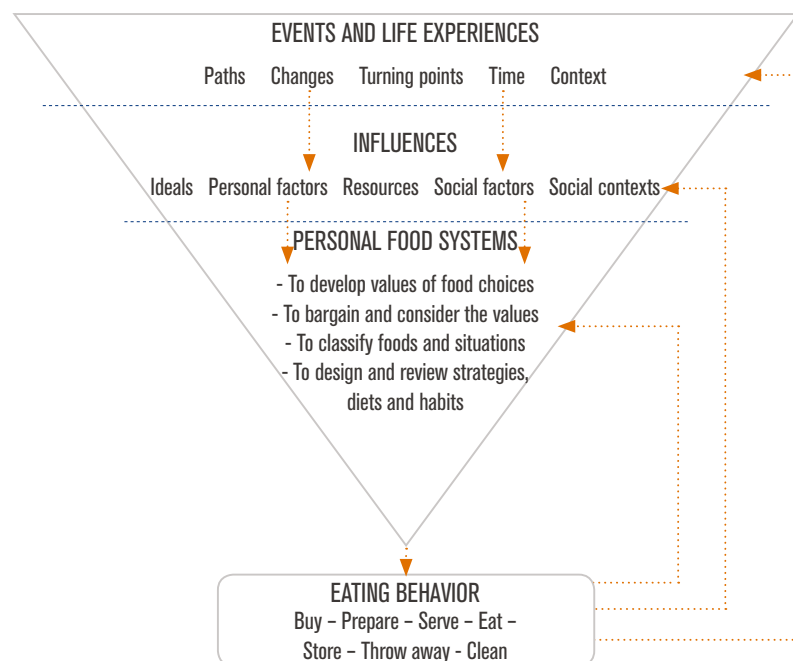 EVENTS AND LIFE EXPERIENCES
Paths Changes Turning points Time Context
INFLUENCES
Ideals Personal factors Resources Social factors Social contexts
PERSONAL FOOD SYSTEMS
- To develop values of food choices
- To bargain and consider the values
- To classify foods and situations
- To design and review strategies,
diets and habits
EATING BEHAVIOR
Buy – Prepare – Serve – Eat –
Store – Throw away - Clean